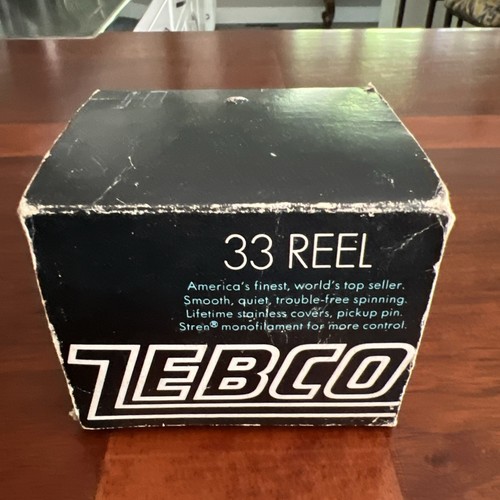 33 REEL
America's finest, world's top seller.
Smooth, quiet, trouble-free spinning.
Lifetime stainless covers, pickup pin.
Stren® monofilament for more control.
ZEBCO